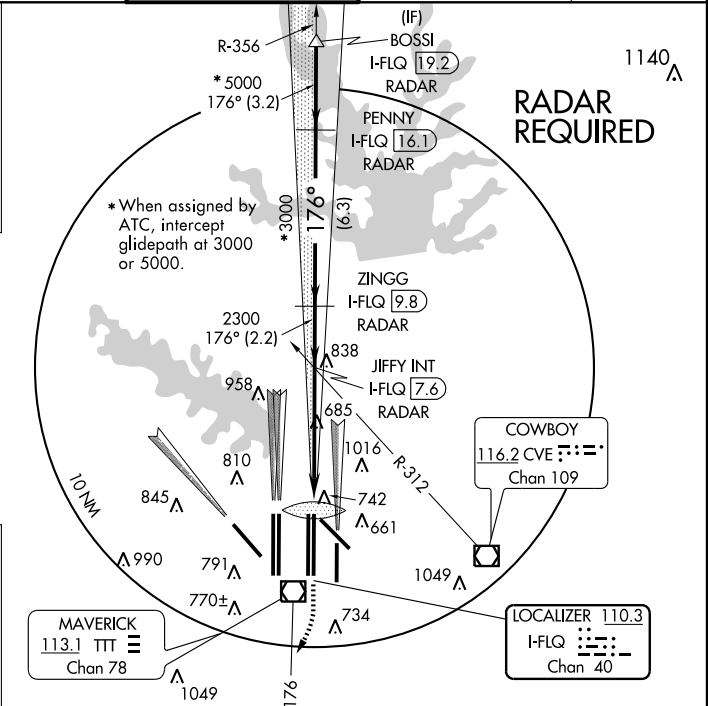 (IF)
BOSSI
I-FLQ 19.2
RADAR
R-356
1140
*5000
176° (3.2)
RADAR
REQUIRED
PENNY
I-FLQ 16.1
RADAR
*When assigned by
ATC, intercept
glidepath at 3000
or 5000.
*3000
176°
(6.3)
ZINGG
I-FLQ 9.8
RADAR
2300
176° (2.2)
838
JIFFY INT
I-FLQ 7.6
RADAR
958
685
1016
COWBOY
116.2 CVE
Chan 109
R-312
810
845
742
661
10 NM
990
791
770±
1049
734
MAVERICK
113.1 TTT
Chan 78
LOCALIZER 110.3
I-FLQ
Chan 40
1049
176